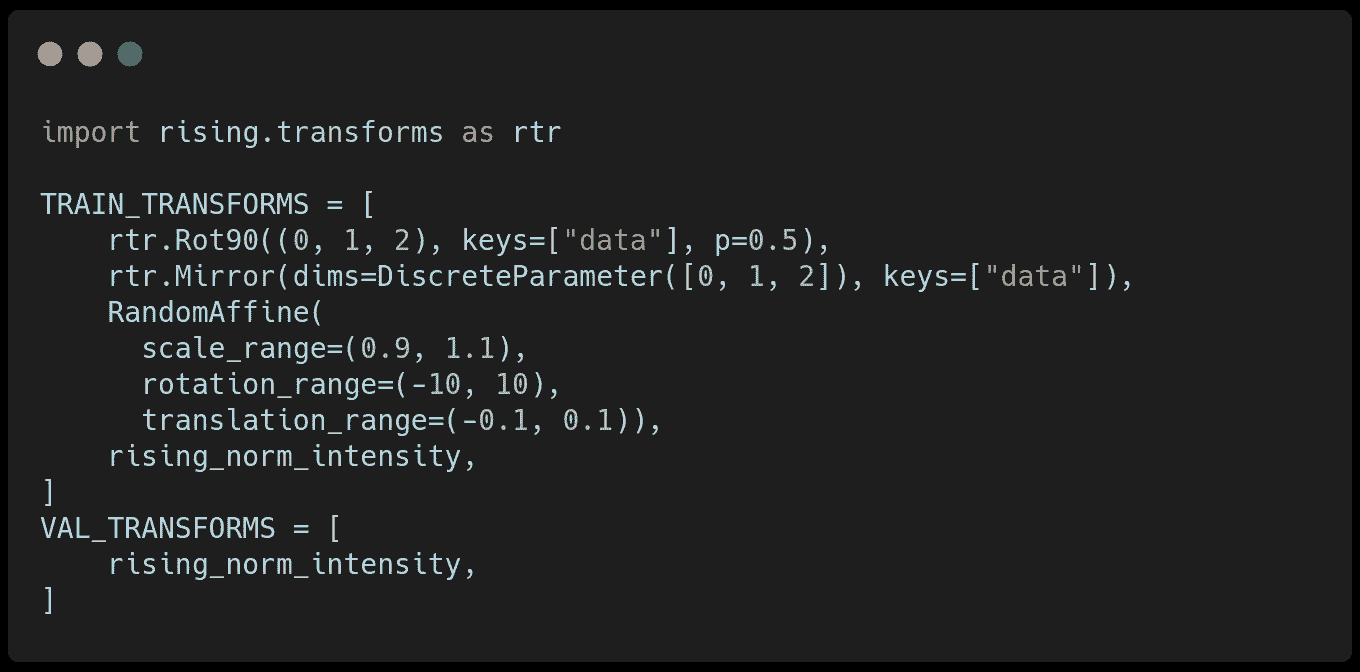 import rising.transforms as rtr

TRAIN_TRANSFORMS = [
    rtr.Rot90((0, 1, 2), keys=["data"], p=0.5),
    rtr.Mirror(dims=DiscreteParameter([0, 1, 2]), keys=["data"]),
    RandomAffine(
      scale_range=(0.9, 1.1),
      rotation_range=(-10, 10),
      translation_range=(-0.1, 0.1)),
    rising_norm_intensity,
]
VAL_TRANSFORMS = [
    rising_norm_intensity,
]